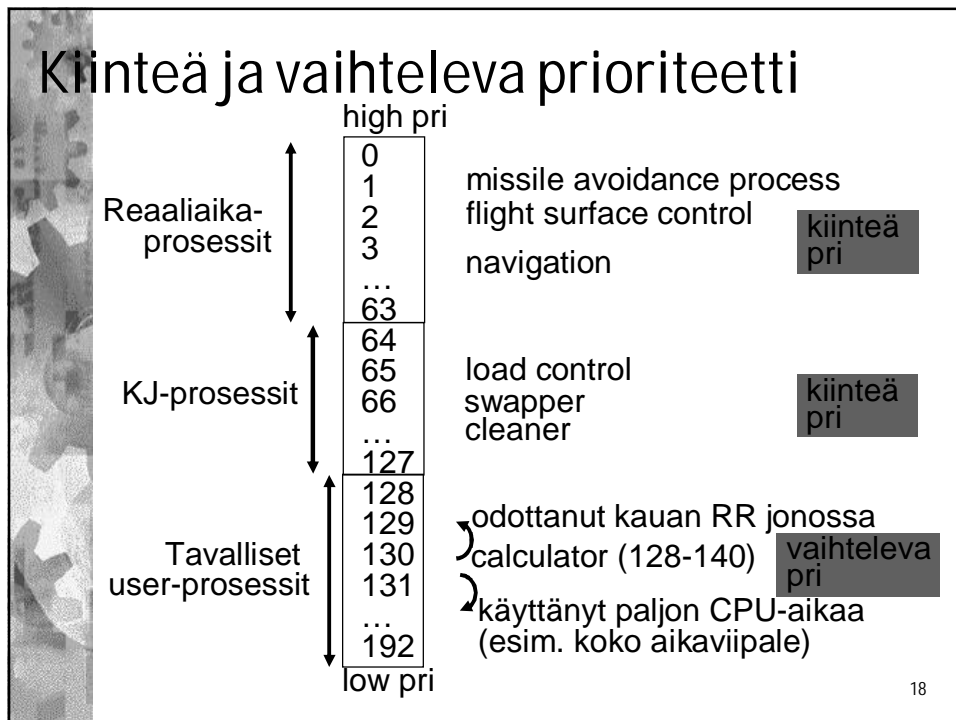 Kiinteä ja vaihteleva prioriteetti
high pri
Reaaliaika-
prosessit
0
1
2
3
…
63
missile avoidance process
flight surface control
navigation
kiinteä
pri
KJ-prosessit
64
65
66
…
127
load control
swapper
cleaner
kiinteä
pri
Tavalliset
user-prosessit
128
129
130
131
…
192
odottanut kauan RR jonossa
calculator (128-140)
vaihteleva
pri
käyttänyt paljon CPU-aikaa
(esim. koko aikaviipale)
low pri
18